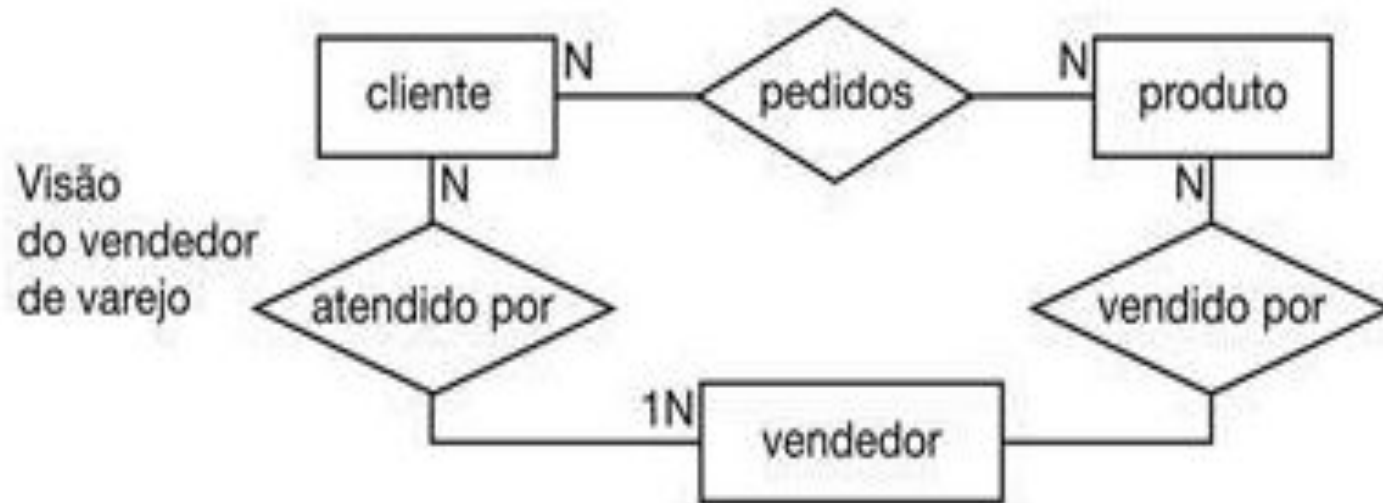 cliente
N
pedidos
N
produto
N
N
Visão
do vendedor
de varejo
atendido por
vendido por
1N
vendedor